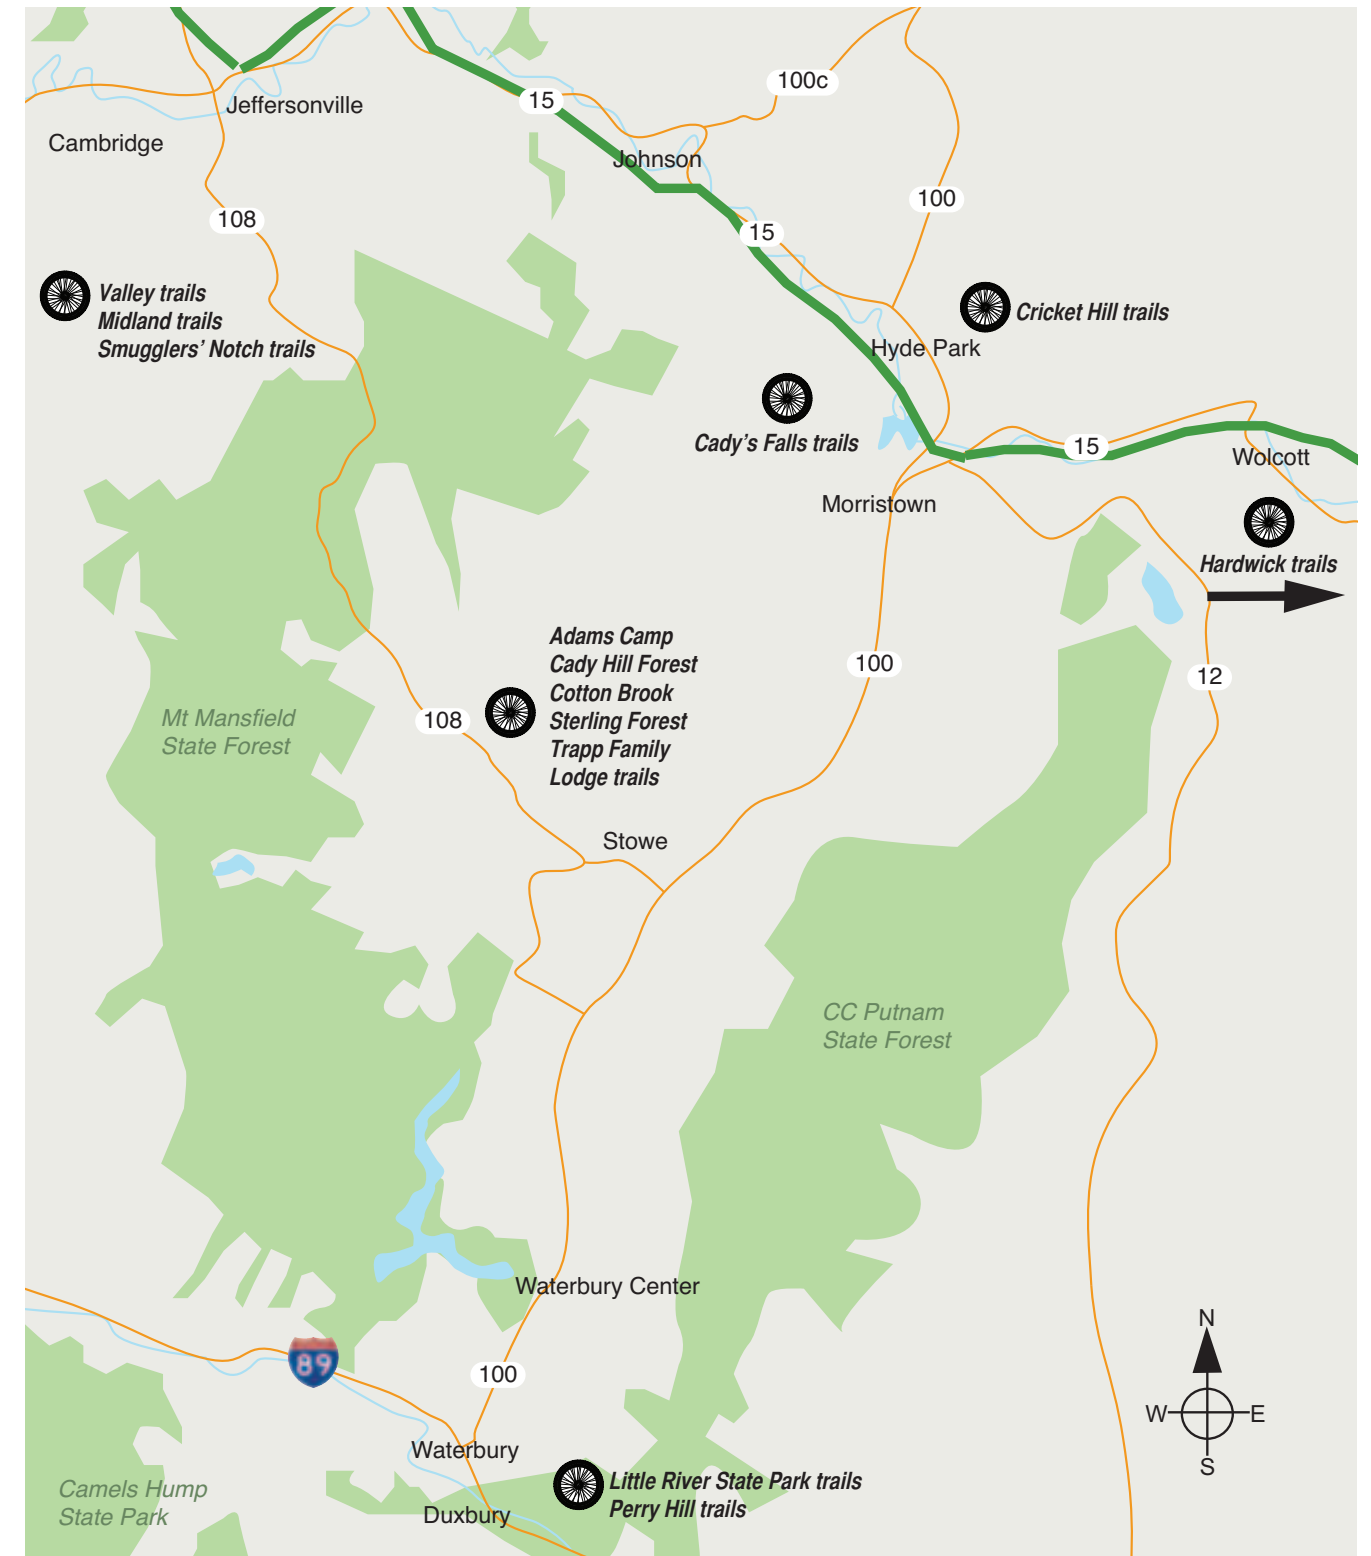 100c
15
Jeffersonville
Cambridge
Johnson
100
108
15
Valley trails
Midland trails
Smugglers' Notch trails
Cricket Hill trails
Hyde Park
Cady's Falls trails
15
Wolcott
Morristown
Hardwick trails
Adams Camp
Cady Hill Forest
Cotton Brook
Sterling Forest
Trapp Family
Lodge trails
100
12
Mt Mansfield
State Forest
108
Stowe
CC Putnam
State Forest
Waterbury Center
N
W E
S
89
100
Waterbury
Little River State Park trails
Perry Hill trails
Camels Hump
State Park
Duxbury